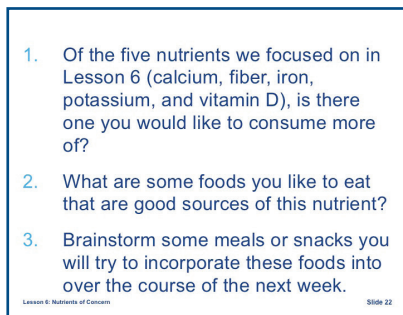 1. Of the five nutrients we focused on in
Lesson 6 (calcium, fiber, iron,
potassium, and vitamin D), is there
one you would like to consume more
of?
2. What are some foods you like to eat
that are good sources of this nutrient?
3. Brainstorm some meals or snacks you
will try to incorporate these foods into
over the course of the next week.
Lesson 6: Nutrients of Concern Slide 22